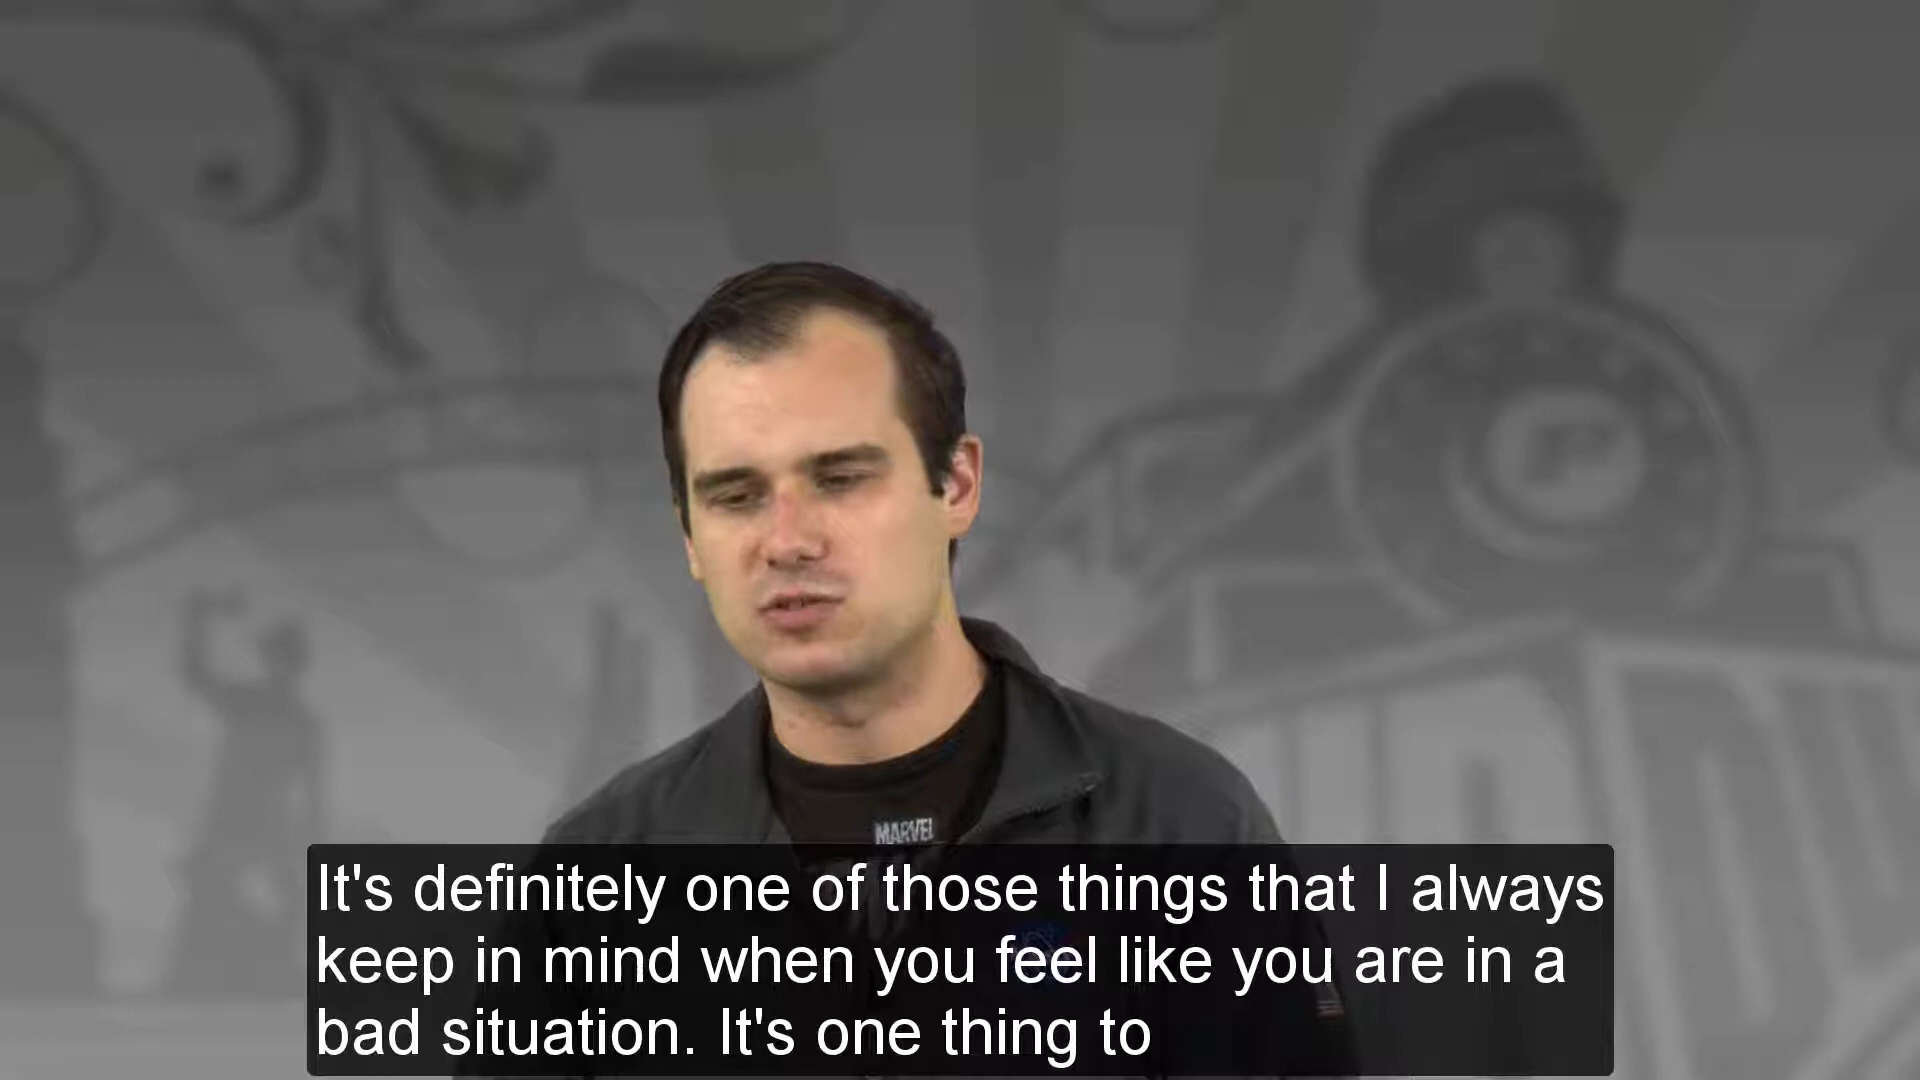 MARVEL
It's definitely one of those things that I always
keep in mind when you feel like you are in a
bad situation. It's one thing to